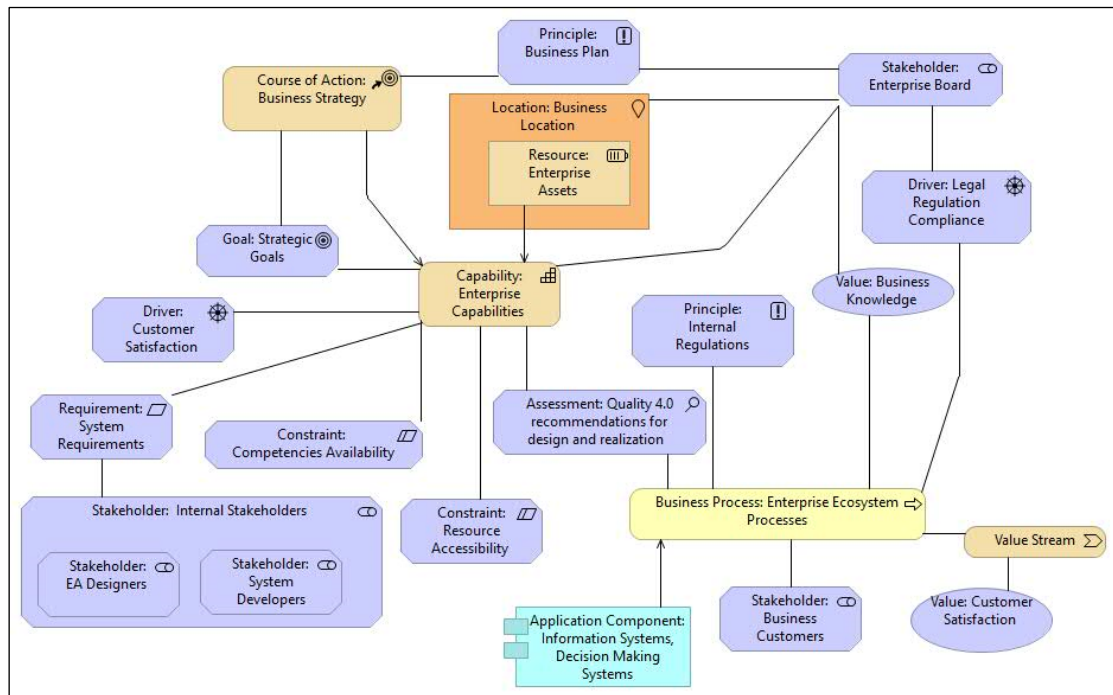 Principle:
Business Plan
Course of Action:
Business Strategy
Stakeholder:
Enterprise Board
Location: Business
Location
Resource:
Enterprise
Assets
Driver: Legal
Regulation
Compliance
Goal: Strategic
Goals
Capability:
Enterprise
Capabilities
Value: Business
Knowledge
Driver:
Customer
Satisfaction
Principle:
Internal
Regulations
Requirement:
System
Requirements
Constraint:
Competencies Availability
Assessment: Quality 4.0
recommendations for
design and realization
Stakeholder: Internal Stakeholders
Stakeholder:
EA Designers
Stakeholder:
System
Developers
Constraint:
Resource
Accessibility
Business Process: Enterprise Ecosystem
Processes
Value Stream
Application Component:
Information Systems,
Decision Making
Systems
Stakeholder:
Business
Customers
Value: Customer
Satisfaction